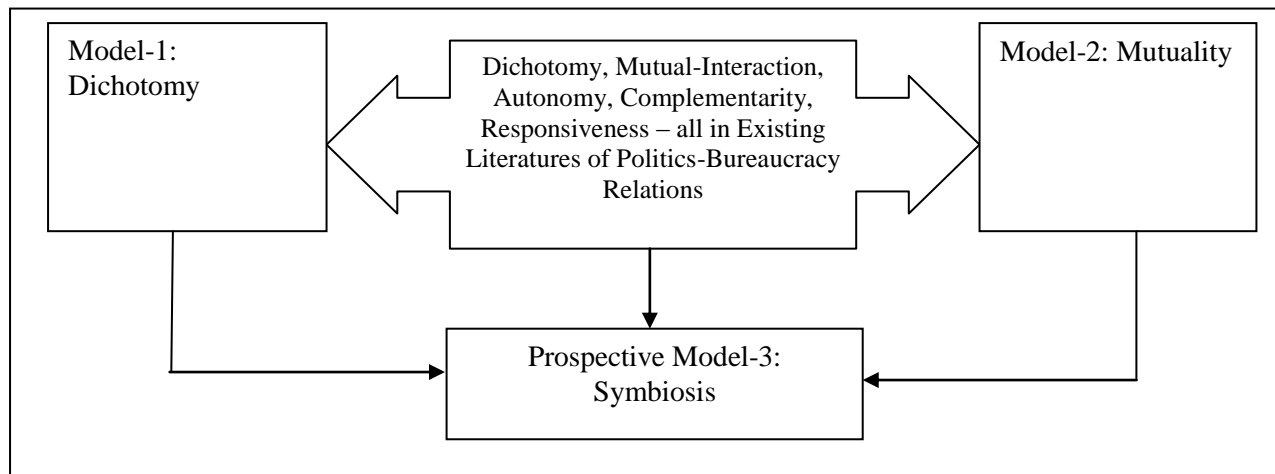 Model-1:
Dichotomy
Dichotomy, Mutual-Interaction,
Autonomy, Complementarity,
Responsiveness – all in Existing
Literatures of Politics-Bureaucracy
Relations
Model-2: Mutuality
Prospective Model-3:
Symbiosis